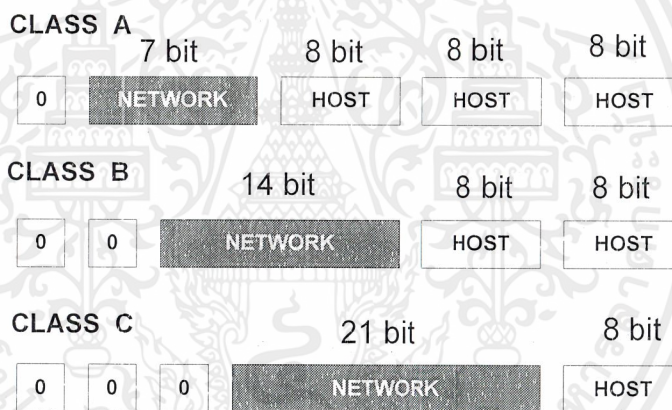 CLASS A
7 bit 8 bit 8 bit 8 bit
0 NETWORK HOST HOST HOST
CLASS B
14 bit 8 bit 8 bit
0 0 NETWORK HOST HOST
CLASS C
21 bit 8 bit
0 0 0 NETWORK HOST